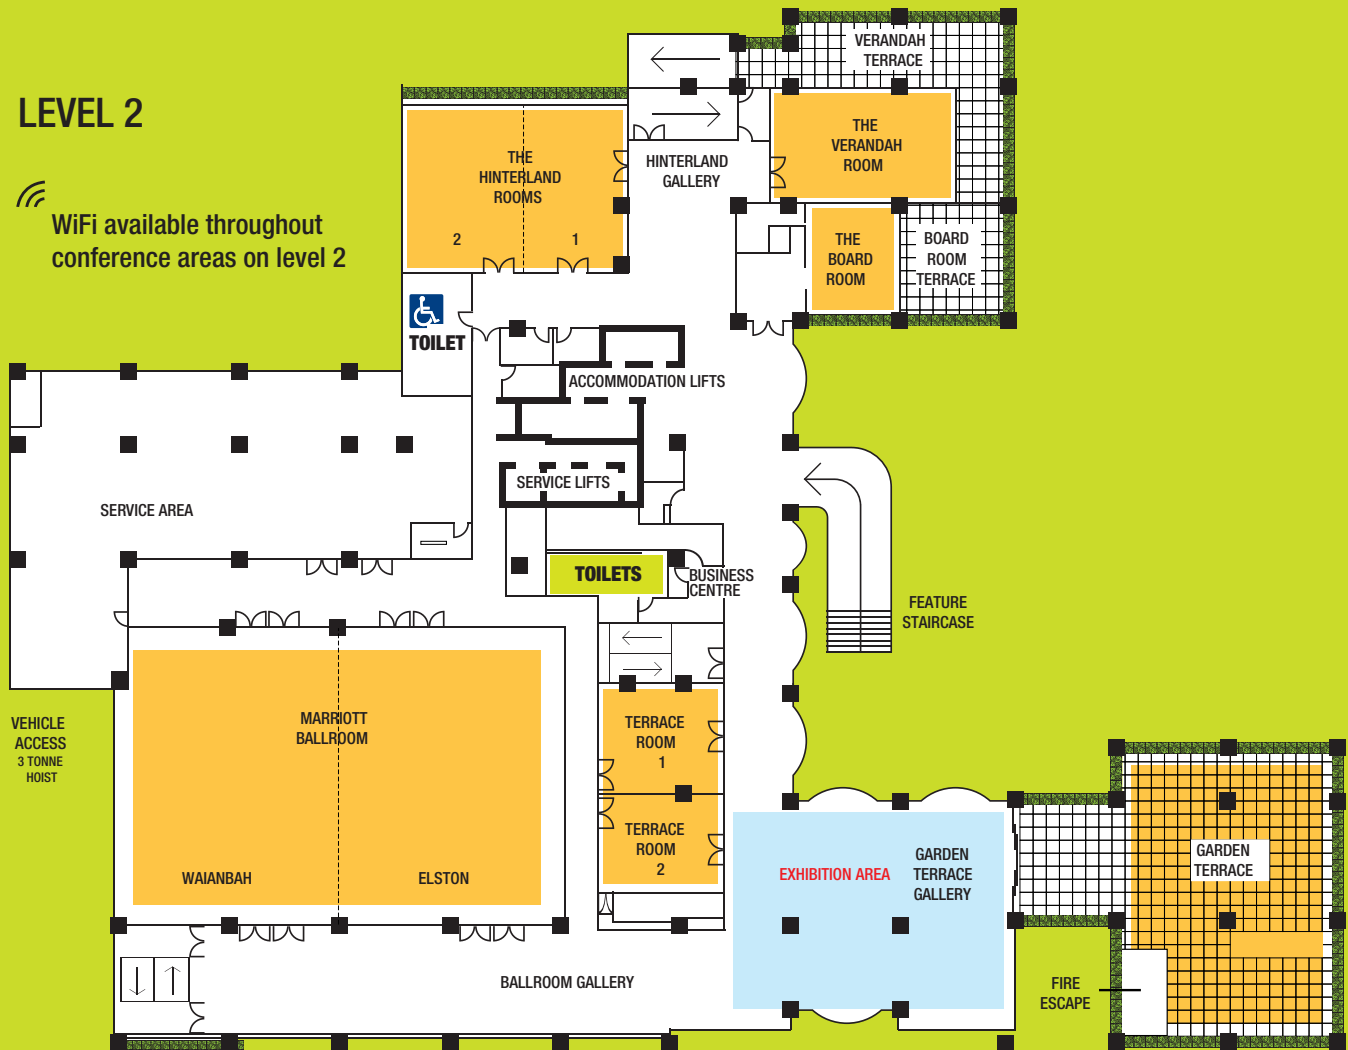 LEVEL 2
WiFi available throughout
conference areas on level 2
VERANDAH
TERRACE
THE
VERANDAH
ROOM
THE
HINTERLAND
ROOMS
2
1
HINTERLAND
GALLERY
THE
BOARD
ROOM
BOARD
ROOM
TERRACE
TOILET
ACCOMMODATION LIFTS
SERVICE LIFTS
SERVICE AREA
TOILETS
BUSINESS
CENTRE
FEATURE
STAIRCASE
VEHICLE
ACCESS
3 TONNE
HOIST
MARRIOTT
BALLROOM
WAIANBAH
ELSTON
TERRACE
ROOM
1
TERRACE
ROOM
2
EXHIBITION AREA
GARDEN
TERRACE
GALLERY
GARDEN
TERRACE
BALLROOM GALLERY
FIRE
ESCAPE